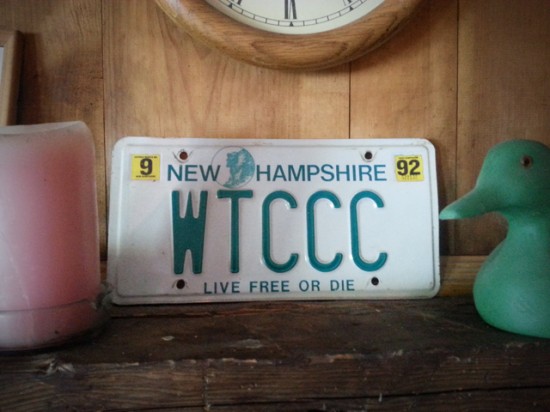 9 NEW HAMPSHIRE 92
WTCCC
LIVE FREE OR DIE